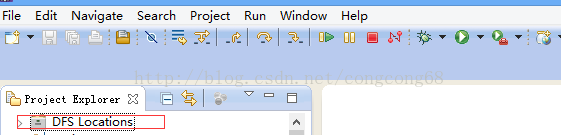 File Edit Navigate Search Project Run Window Help
http://blog.csdn.net/congcong68
Project Explorer
DFS Locations